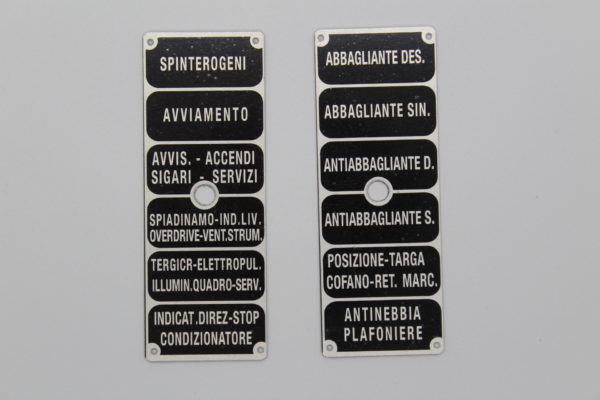 SPINTEROGENI
AVVIAMENTO
AVVIS. - ACCENDI
SIGARI - SERVIZI
SPIADINAMO-IND.LIV.
OVERDRIVE-VENT.STRUM.
TERGICR-ELETTROPUL.
ILLUMIN.QUADRO-SERV.
INDICAT.DIREZ-STOP
CONDIZIONATORE
ABBAGLIANTE DES.
ABBAGLIANTE SIN.
ANTIABBAGLIANTE D.
ANTIABBAGLIANTE S.
POSIZIONE-TARGA
COFANO-RET. MARC.
ANTINEBBIA
PLAFONIERE